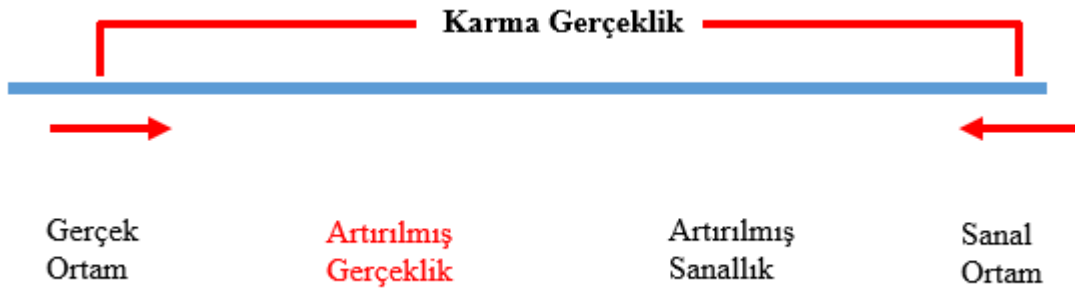 Karma Gerçeklik
Gerçek
Ortam
Artırılmış
Gerçeklik
Artırılmış
Sanallık
Sanal
Ortam